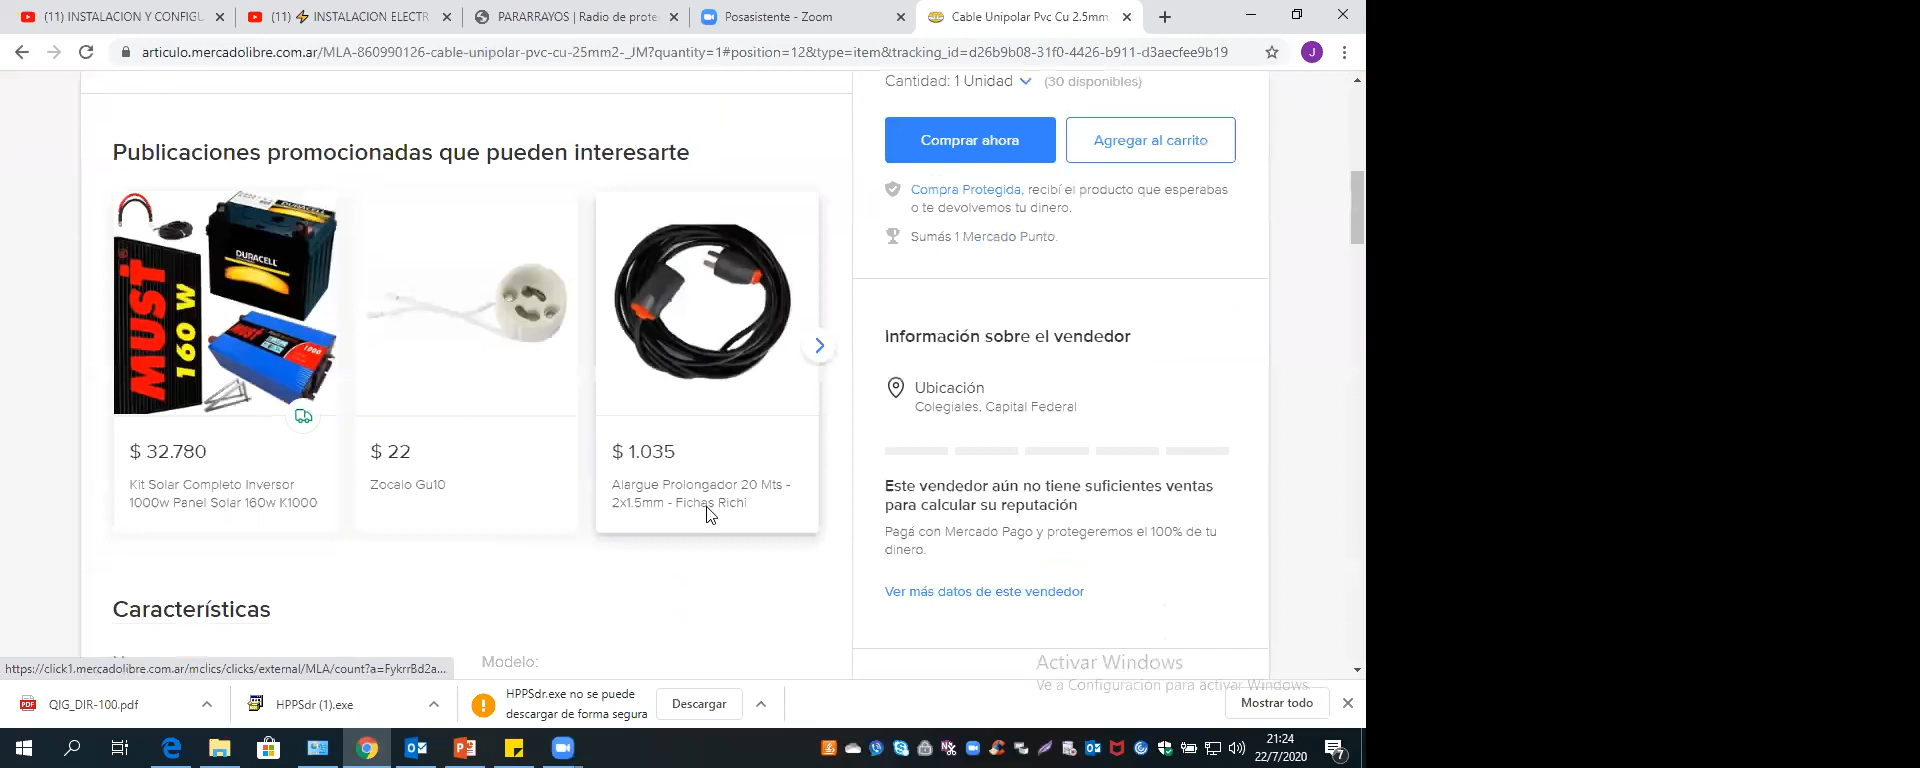 (11) INSTALACION Y CONFIGU
(11) ⚡ INSTALACION ELECTR
PARARRAYOS | Radio de prote
Posasistente - Zoom
Cable Unipolar Pvc Cu 2.5mm
articulo.mercadolibre.com.ar/MLA-860990126-cable-unipolar-pvc-cu-25mm2-_JM?quantity=1#position=12&type=item&tracking_id=d26b9b08-31f0-4426-b911-d3aecfee9b19
J
Cantidad: 1 Unidad (30 disponibles)
Comprar ahora
Agregar al carrito
Compra Protegida, recibí el producto que esperabas
o te devolvemos tu dinero.
Sumás 1 Mercado Punto.
Publicaciones promocionadas que pueden interesarte
DURACELL
DURACELL
MUST
160 W
MUST
1000
$ 32.780
Kit Solar Completo Inversor
1000w Panel Solar 160w K1000
$ 22
Zocalo Gu10
$ 1.035
Alargue Prolongador 20 Mts -
2x1.5mm - Fichas Richi
Información sobre el vendedor
Ubicación
Colegiales, Capital Federal
Este vendedor aún no tiene suficientes ventas
para calcular su reputación
Pagá con Mercado Pago y protegeremos el 100% de tu
dinero.
Ver más datos de este vendedor
Características
Modelo:
https://click1.mercadolibre.com.ar/mclics/clicks/external/MLA/count?a=FykrrBd2a...
Activar Windows
Ve a Configuración para activar Windows.
QIG_DIR-100.pdf
HPPSdr (1).exe
HPPSdr.exe no se puede
descargar de forma segura
Descargar
Mostrar todo
21:24
22/7/2020
7